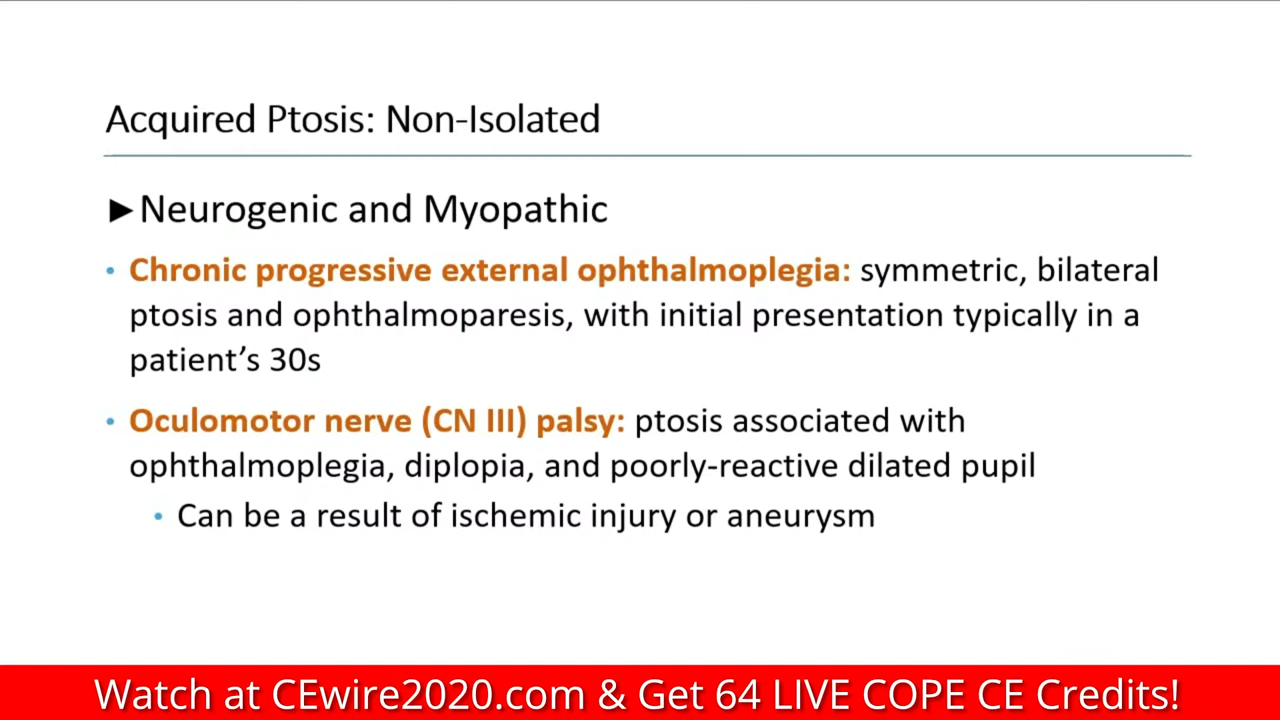 Acquired Ptosis: Non-Isolated
►Neurogenic and Myopathic
• Chronic progressive external ophthalmoplegia: symmetric, bilateral
ptosis and ophthalmoparesis, with initial presentation typically in a
patient’s 30s
• Oculomotor nerve (CN III) palsy: ptosis associated with
ophthalmoplegia, diplopia, and poorly-reactive dilated pupil
• Can be a result of ischemic injury or aneurysm
Watch at CEwire2020.com & Get 64 LIVE COPE CE Credits!